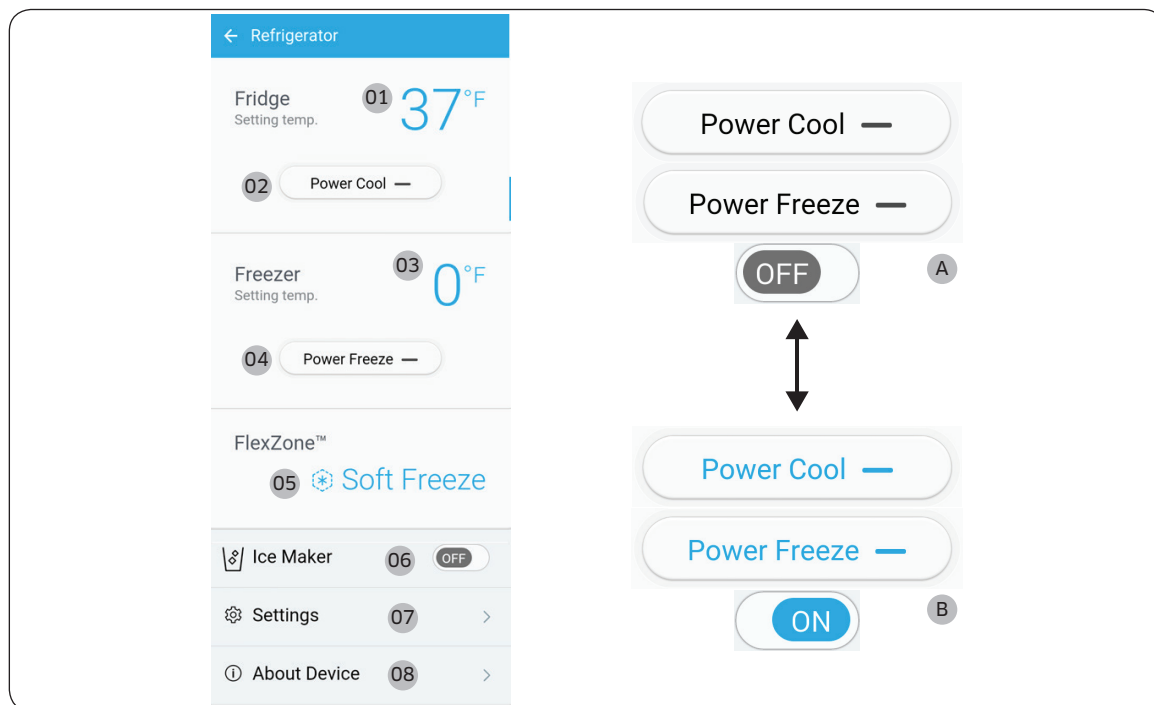 ← Refrigerator
Fridge
Setting temp.
01 37°F
02 Power Cool —
Freezer
Setting temp.
03 0°F
04 Power Freeze —
FlexZone™
05 Soft Freeze
Ice Maker 06 OFF
Settings 07 >
About Device 08 >
Power Cool —
Power Freeze —
OFF A
Power Cool —
Power Freeze —
ON B